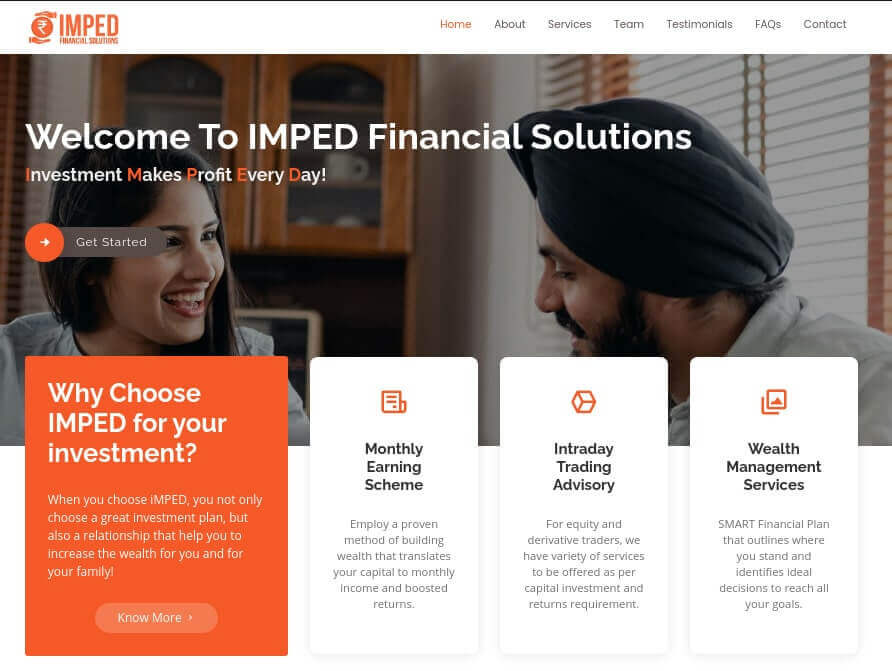 ₹ IMPED
FINANCIAL SOLUTIONS
Home About Services Team Testimonials FAQs Contact
Welcome To IMPED Financial Solutions
Investment Makes Profit Every Day!
Get Started
Why Choose
IMPED for your
investment?
When you choose iMPED, you not only
choose a great investment plan, but
also a relationship that help you to
increase the wealth for you and for
your family!
Know More ›
Monthly
Earning
Scheme
Employ a proven
method of building
wealth that translates
your capital to monthly
income and boosted
returns.
Intraday
Trading
Advisory
For equity and
derivative traders, we
have variety of services
to be offered as per
capital investment and
returns requirement.
Wealth
Management
Services
SMART Financial Plan
that outlines where
you stand and
identifies ideal
decisions to reach all
your goals.